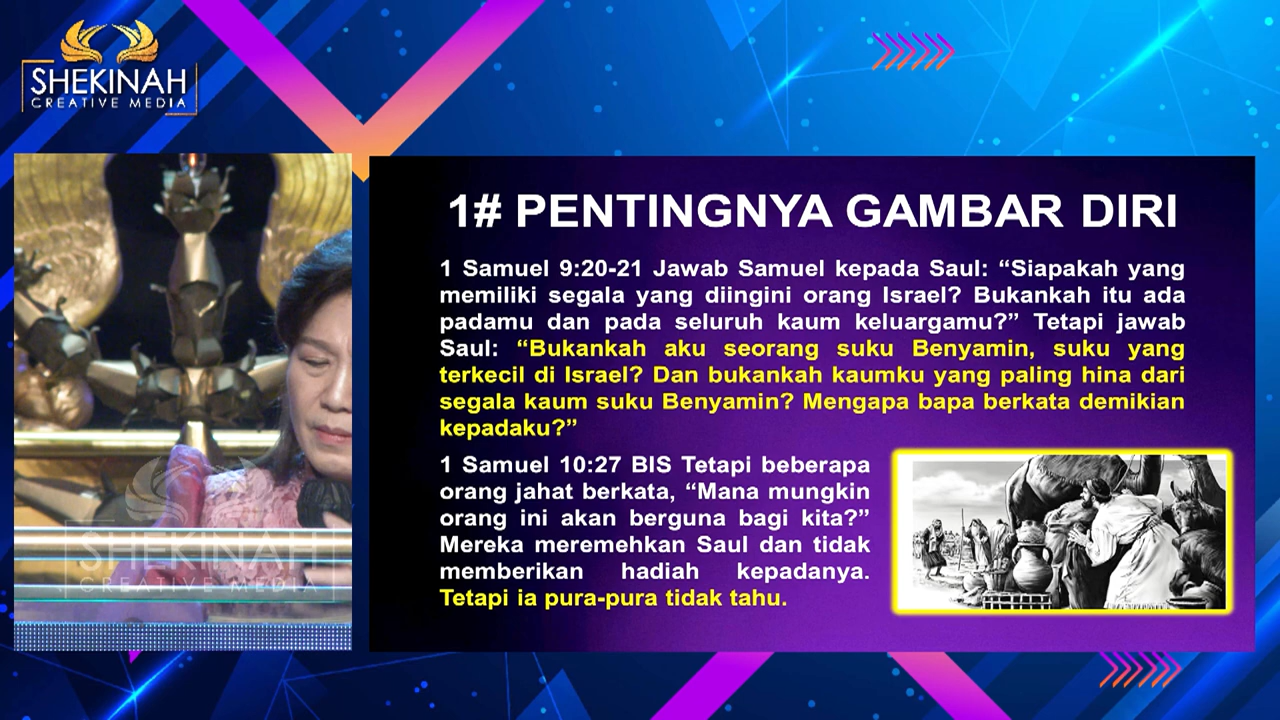 SHEKINAH
CREATIVE MEDIA
1# PENTINGNYA GAMBAR DIRI
1 Samuel 9:20-21 Jawab Samuel kepada Saul: “Siapakah yang
memiliki segala yang diingini orang Israel? Bukankah itu ada
padamu dan pada seluruh kaum keluargamu?” Tetapi jawab
Saul: “Bukankah aku seorang suku Benyamin, suku yang
terkecil di Israel? Dan bukankah kaumku yang paling hina dari
segala kaum suku Benyamin? Mengapa bapa berkata demikian
kepadaku?”
1 Samuel 10:27 BIS Tetapi beberapa
orang jahat berkata, “Mana mungkin
orang ini akan berguna bagi kita?”
Mereka meremehkan Saul dan tidak
memberikan hadiah kepadanya.
Tetapi ia pura-pura tidak tahu.
SHEKINAH
CREATIVE MEDIA